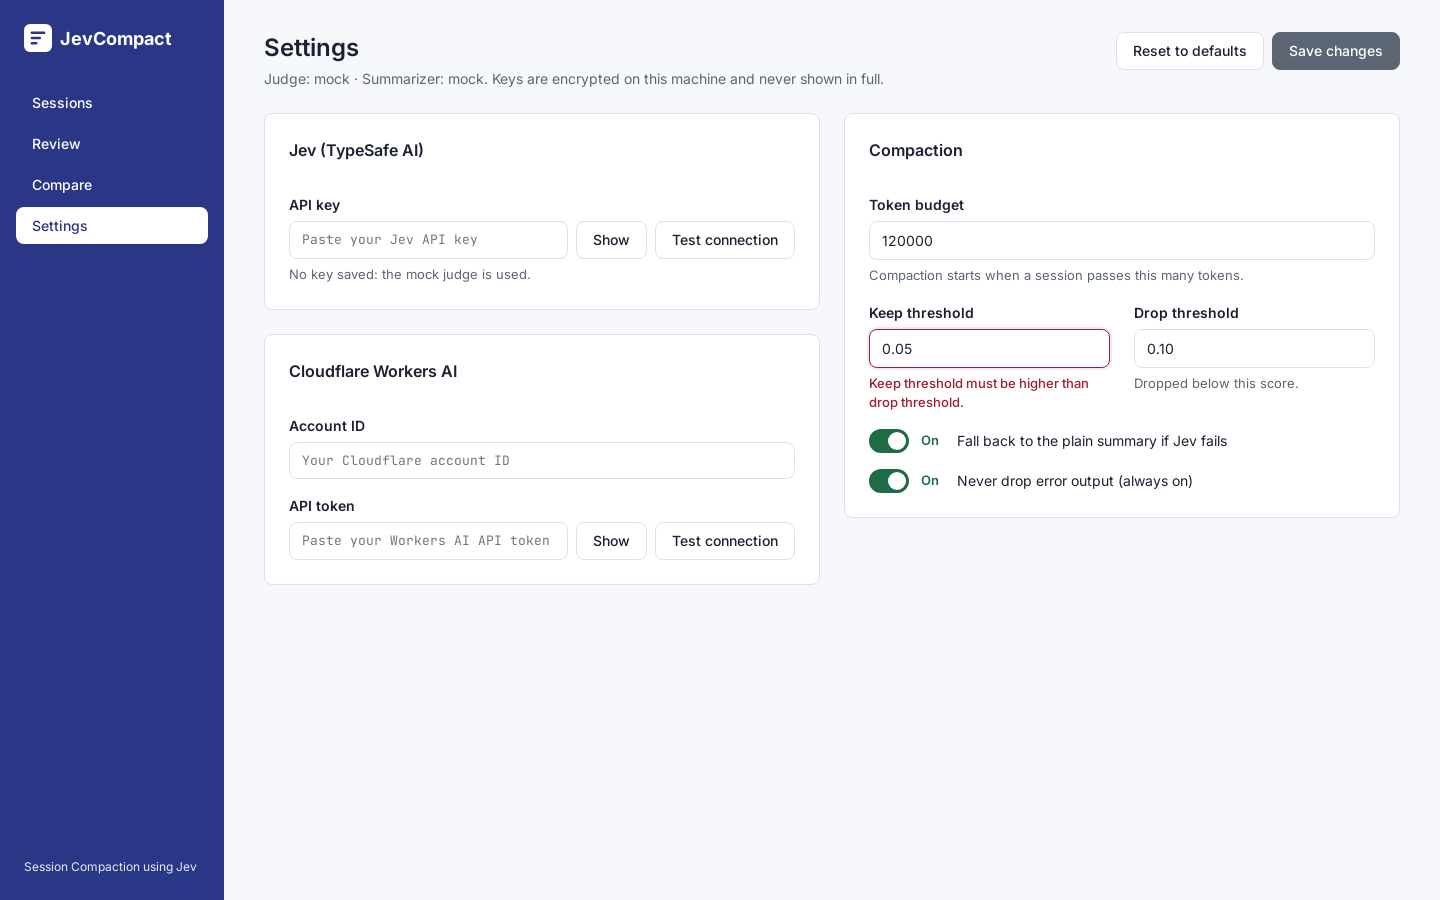 JevCompact
Sessions
Review
Compare
Settings
Session Compaction using Jev
Settings
Judge: mock · Summarizer: mock. Keys are encrypted on this machine and never shown in full.
Reset to defaults
Save changes
Jev (TypeSafe AI)
API key
Paste your Jev API key
Show
Test connection
No key saved: the mock judge is used.
Cloudflare Workers AI
Account ID
Your Cloudflare account ID
API token
Paste your Workers AI API token
Show
Test connection
Compaction
Token budget
120000
Compaction starts when a session passes this many tokens.
Keep threshold
0.05
Keep threshold must be higher than
drop threshold.
Drop threshold
0.10
Dropped below this score.
On
Fall back to the plain summary if Jev fails
On
Never drop error output (always on)